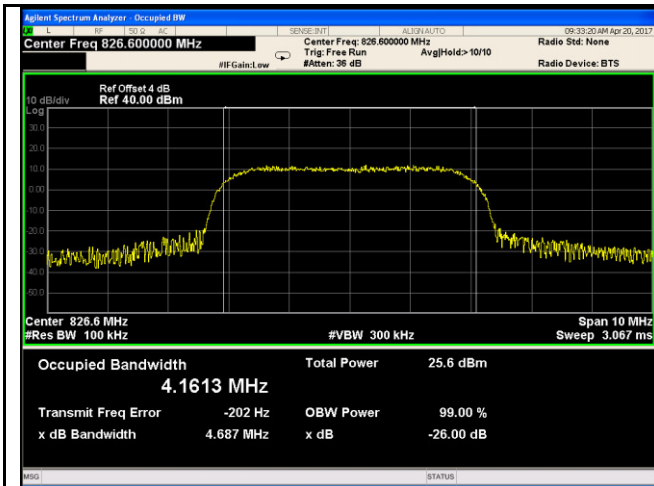 Agilent Spectrum Analyzer - Occupied BW
L RF 50 Ω AC SENSE:INT ALIGN AUTO 09:33:20 AM Apr 20, 2017
Center Freq 826.600000 MHz Center Freq: 826.600000 MHz Radio Std: None
Trig: Free Run Avg|Hold:> 10/10
#IFGain:Low #Atten: 36 dB Radio Device: BTS
Ref Offset 4 dB
10 dB/div Ref 40.00 dBm
Log
30.0
20.0
10.0
0.00
-10.0
-20.0
-30.0
-40.0
-50.0
Center 826.6 MHz Span 10 MHz
#Res BW 100 kHz #VBW 300 kHz Sweep 3.067 ms
Occupied Bandwidth Total Power 25.6 dBm
4.1613 MHz
Transmit Freq Error -202 Hz OBW Power 99.00 %
x dB Bandwidth 4.687 MHz x dB -26.00 dB
MSG STATUS